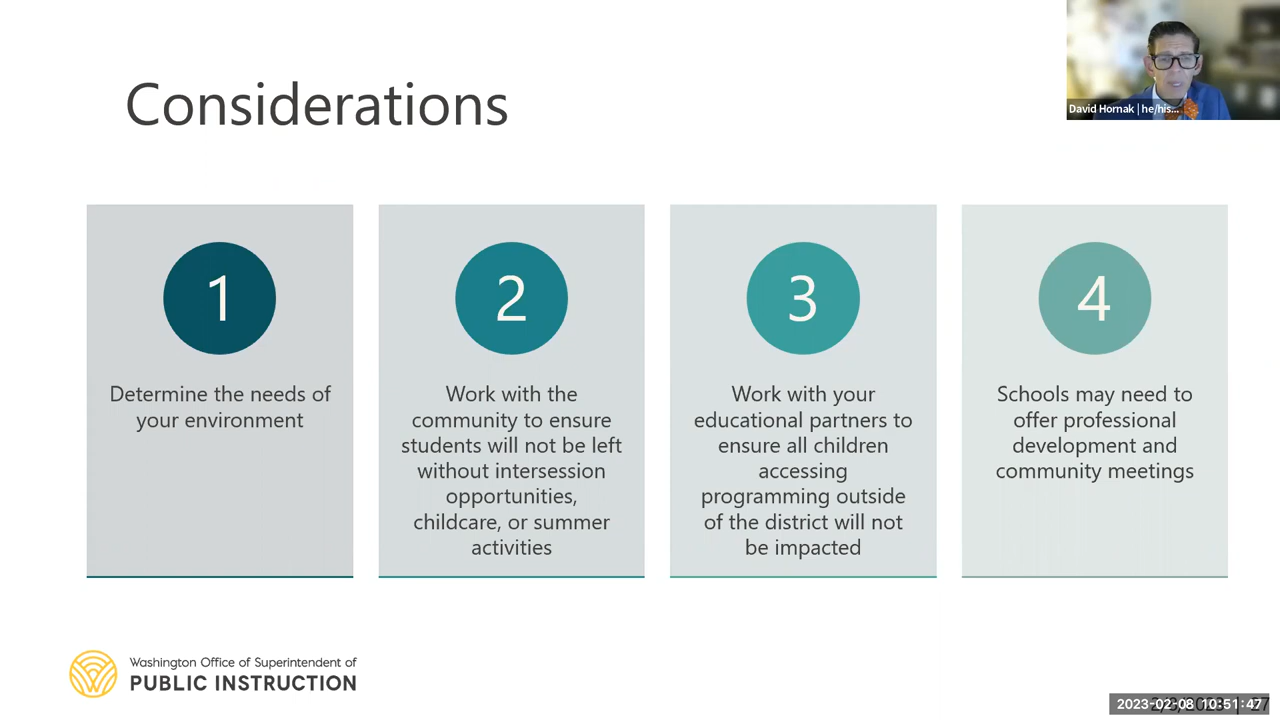 Considerations
David Hornak | he/his...
1
Determine the needs of
your environment
2
Work with the
community to ensure
students will not be left
without intersession
opportunities,
childcare, or summer
activities
3
Work with your
educational partners to
ensure all children
accessing
programming outside
of the district will not
be impacted
4
Schools may need to
offer professional
development and
community meetings
Washington Office of Superintendent of
PUBLIC INSTRUCTION
2023-02-08 10:51:47